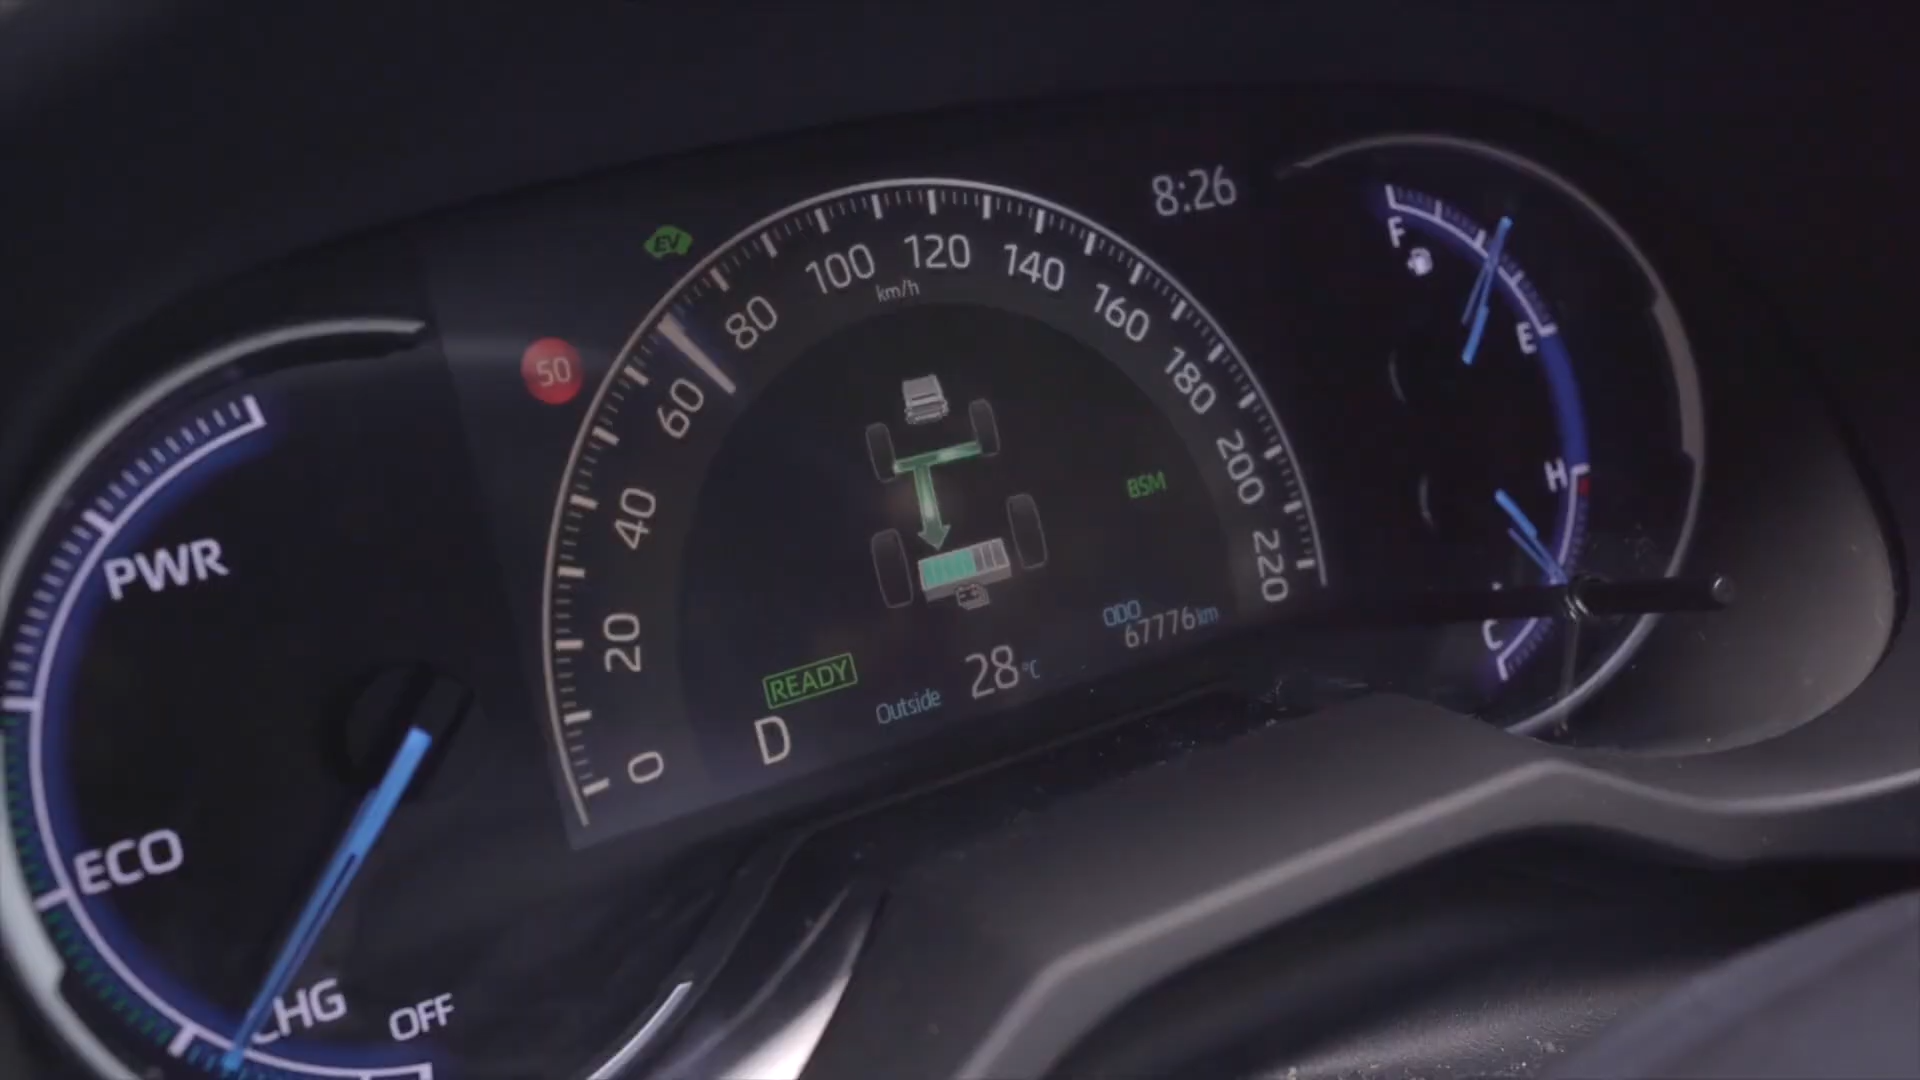 8:26
EV
50
0
20
40
60
80
100
120
140
160
180
200
220
km/h
BSM
ODO
67776 km
READY
D
Outside 28 °C
PWR
ECO
CHG
OFF
F
E
H
C